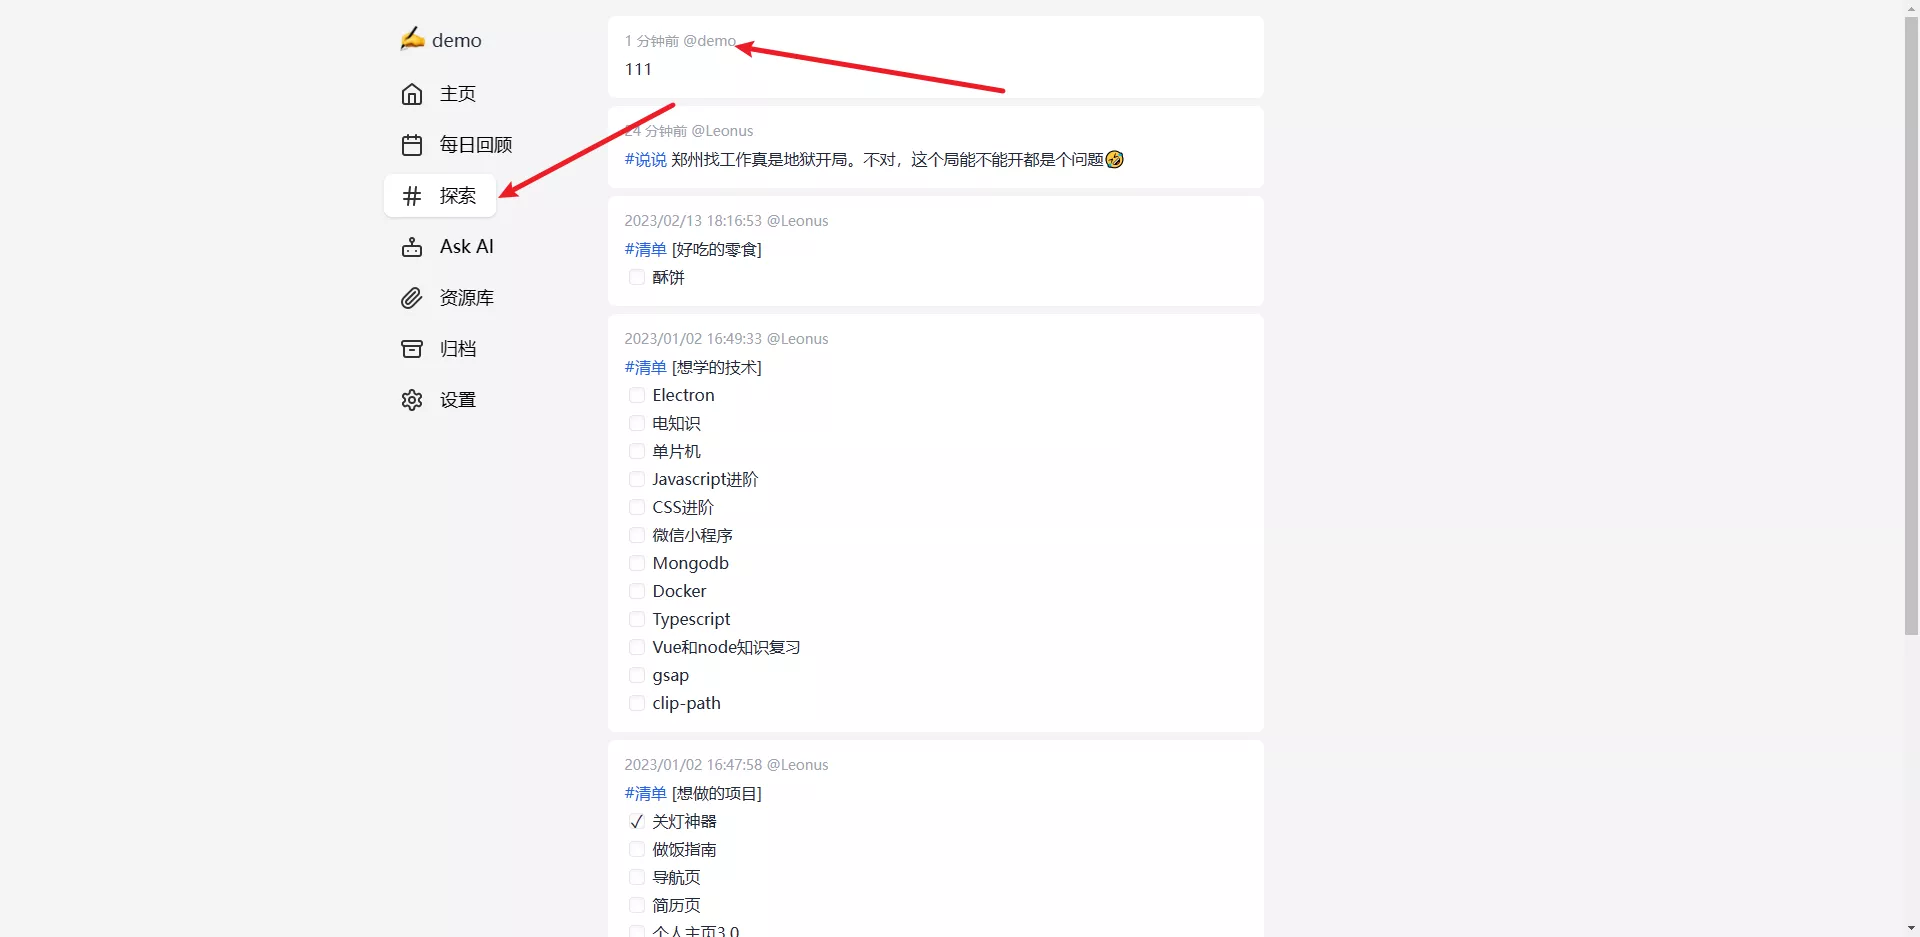 demo
主页
每日回顾
探索
Ask AI
资源库
归档
设置
1 分钟前 @demo
111
24 分钟前 @Leonus
#说说 郑州找工作真是地狱开局。不对，这个局能不能开都是个问题🤣
2023/02/13 18:16:53 @Leonus
#清单 [好吃的零食]
酥饼
2023/01/02 16:49:33 @Leonus
#清单 [想学的技术]
Electron
电知识
单片机
Javascript进阶
CSS进阶
微信小程序
Mongodb
Docker
Typescript
Vue和node知识复习
gsap
clip-path
2023/01/02 16:47:58 @Leonus
#清单 [想做的项目]
关灯神器
做饭指南
导航页
简历页
个人主页3.0